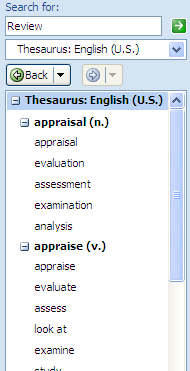 Search for:
Review
Thesaurus: English (U.S.)
Back
Thesaurus: English (U.S.)
appraisal (n.)
appraisal
evaluation
assessment
examination
analysis
appraise (v.)
appraise
evaluate
assess
look at
examine
study